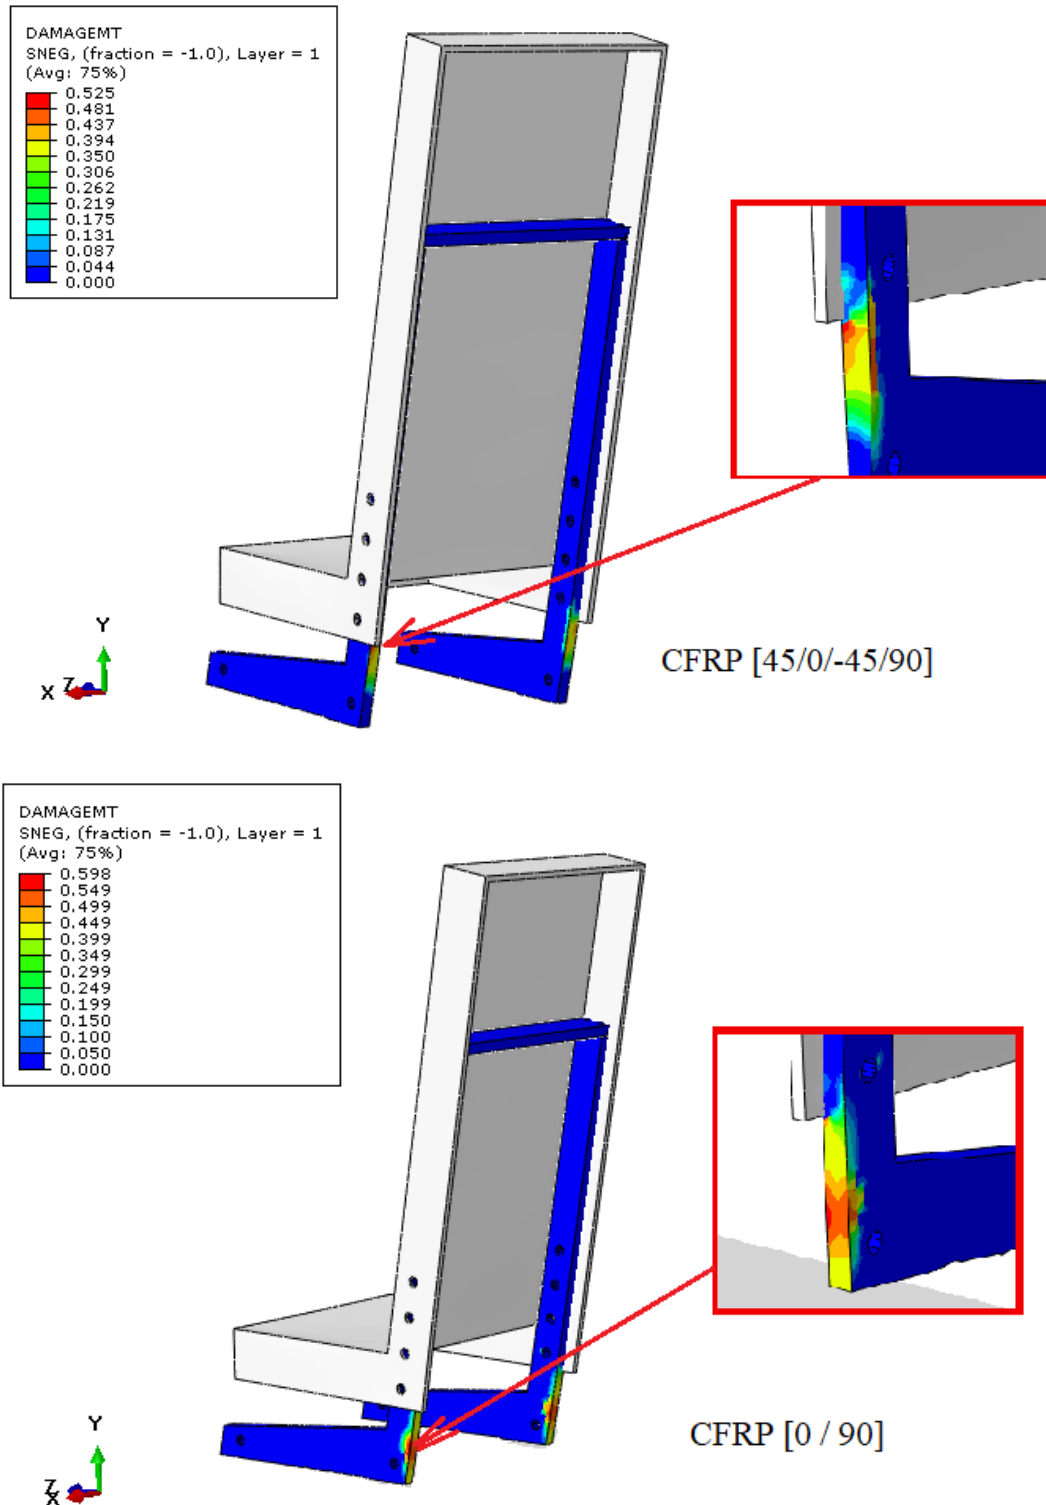 DAMAGEMT
SNEG, (fraction = -1.0), Layer = 1
(Avg: 75%)
0.525
0.481
0.437
0.394
0.350
0.306
0.262
0.219
0.175
0.131
0.087
0.044
0.000
Y
X Z
CFRP [45/0/-45/90]
DAMAGEMT
SNEG, (fraction = -1.0), Layer = 1
(Avg: 75%)
0.598
0.549
0.499
0.449
0.399
0.349
0.299
0.249
0.199
0.150
0.100
0.050
0.000
CFRP [0 / 90]
Y
Z
X